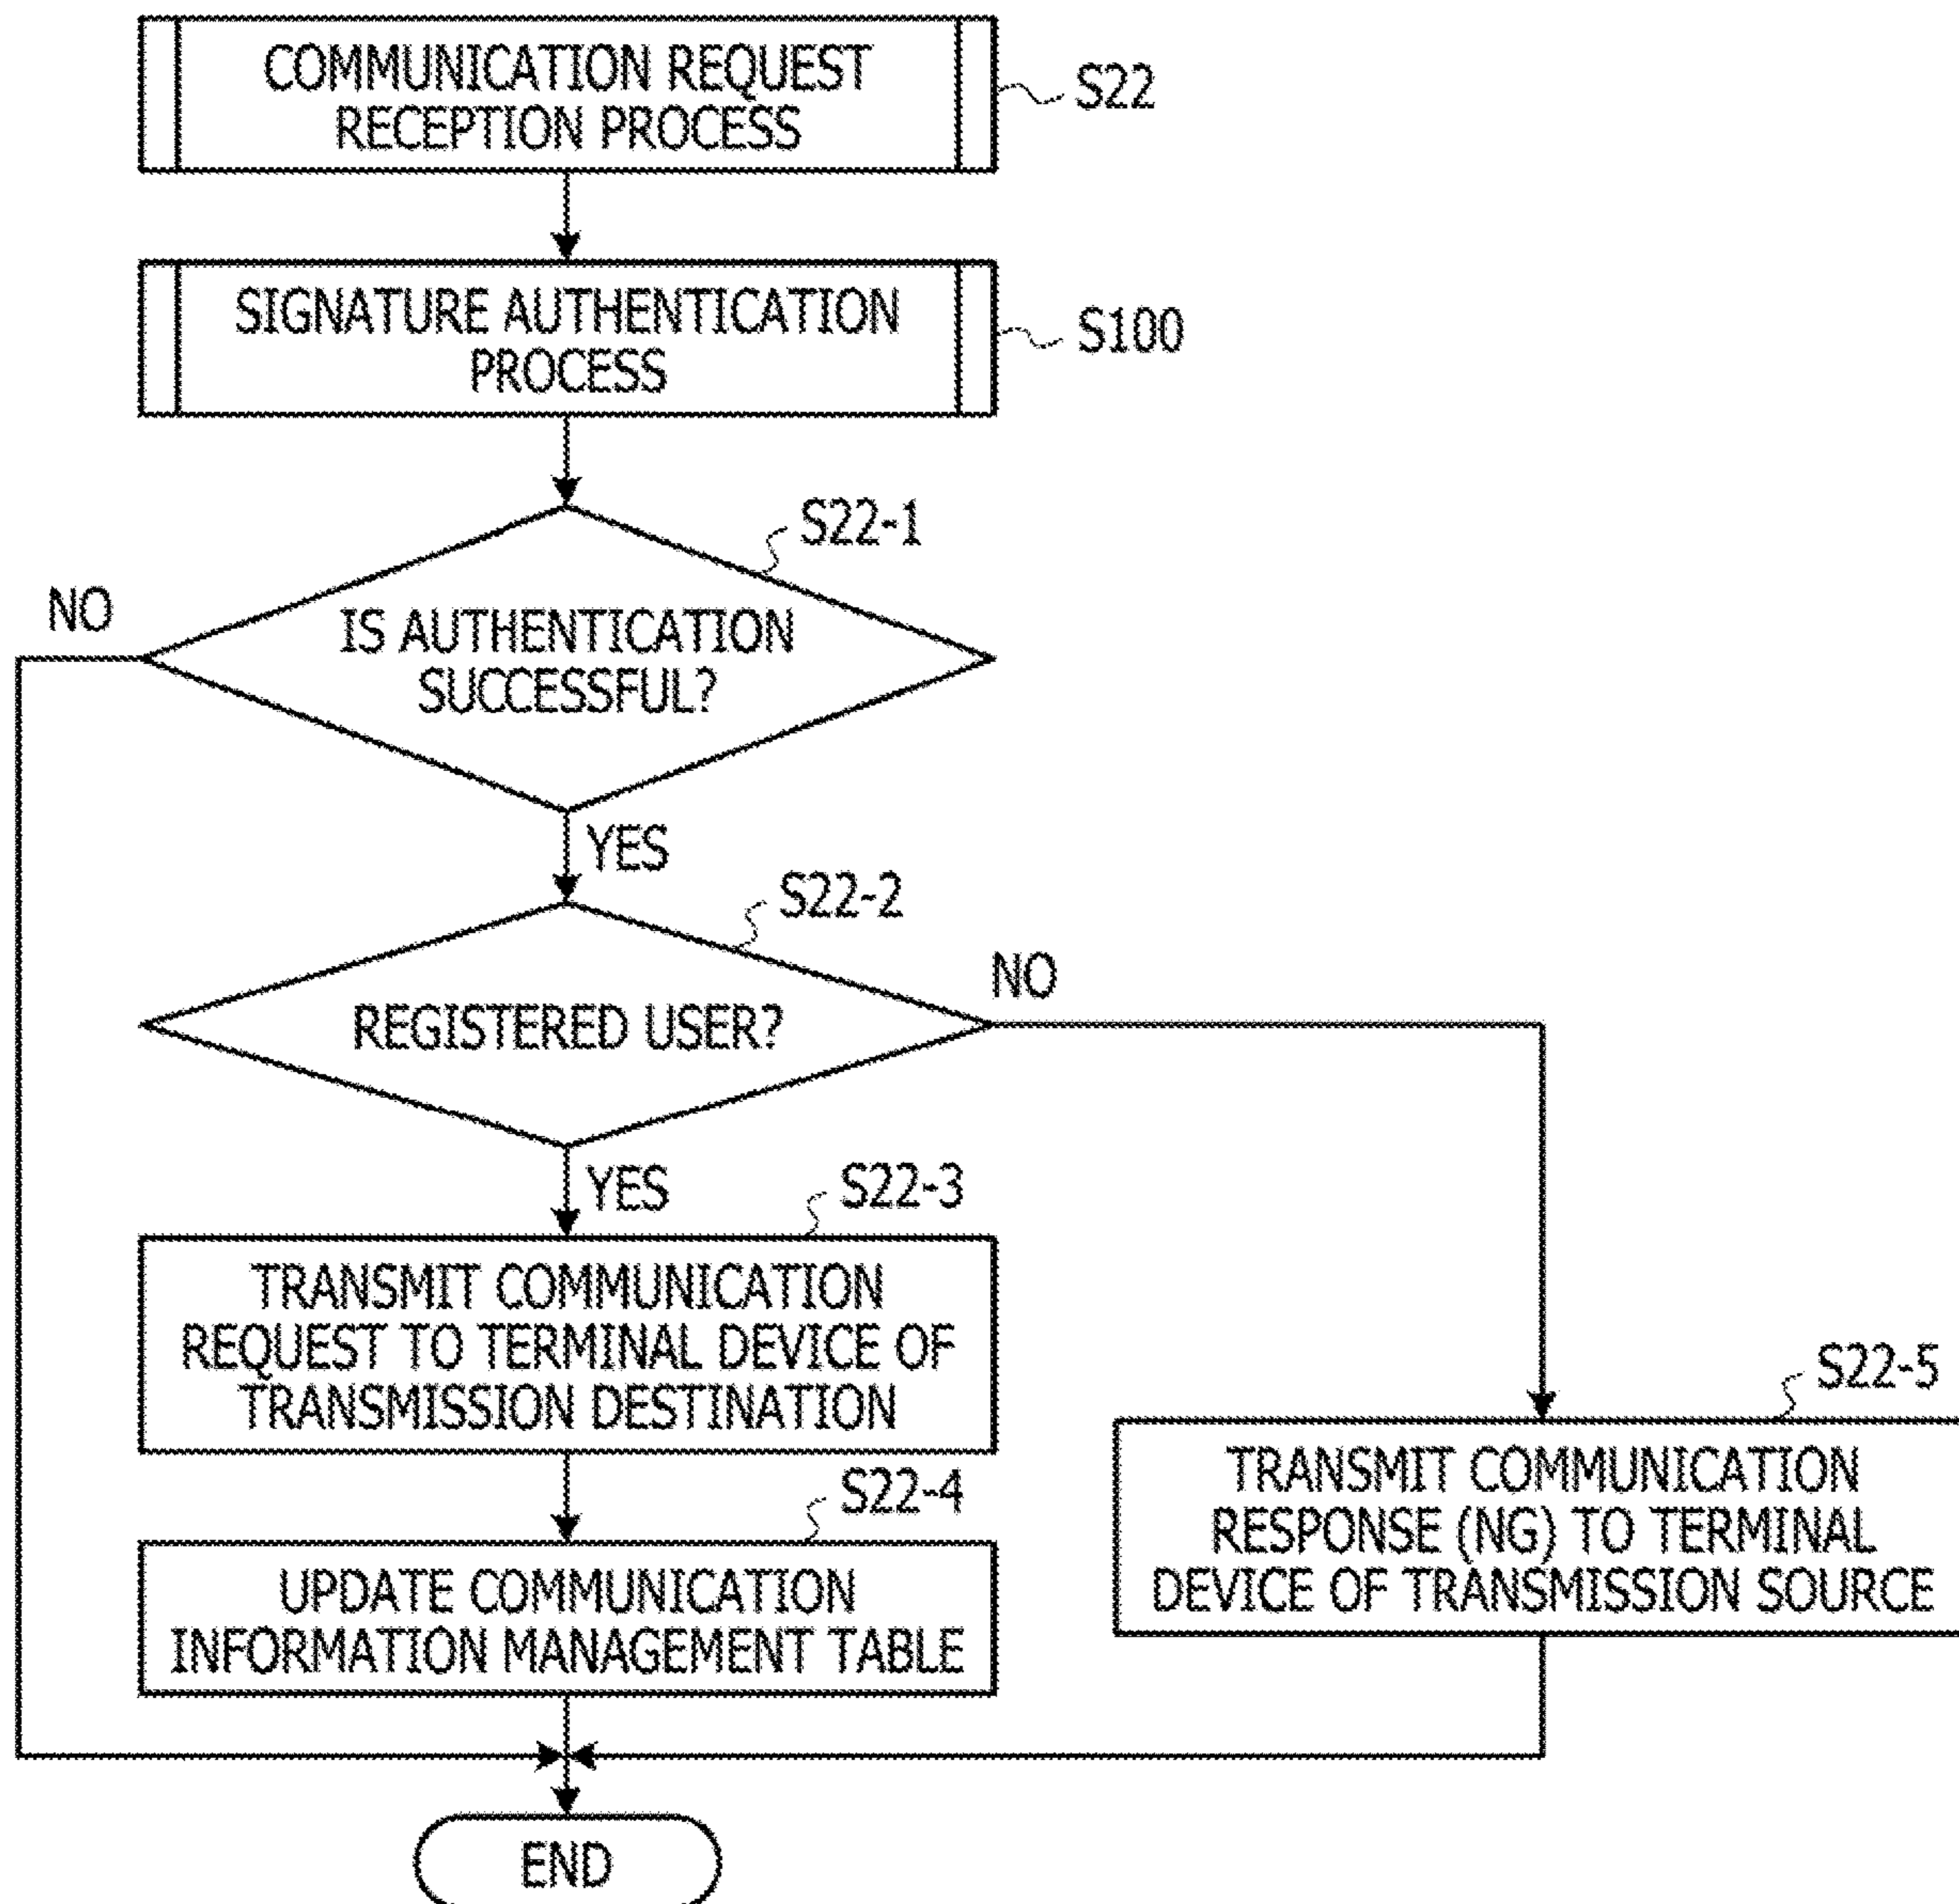 COMMUNICATION REQUEST
RECEPTION PROCESS
S22
SIGNATURE AUTHENTICATION
PROCESS
S100
S22-1
NO
IS AUTHENTICATION
SUCCESSFUL?
YES
S22-2
NO
REGISTERED USER?
YES
S22-3
TRANSMIT COMMUNICATION
REQUEST TO TERMINAL DEVICE OF
TRANSMISSION DESTINATION
S22-5
TRANSMIT COMMUNICATION
RESPONSE (NG) TO TERMINAL
DEVICE OF TRANSMISSION SOURCE
S22-4
UPDATE COMMUNICATION
INFORMATION MANAGEMENT TABLE
END